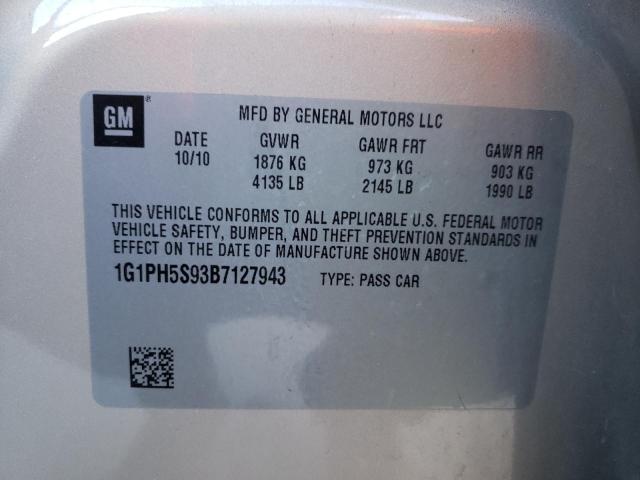 GM®
MFD BY GENERAL MOTORS LLC
DATE GVWR GAWR FRT GAWR RR
10/10 1876 KG 973 KG 903 KG
4135 LB 2145 LB 1990 LB
THIS VEHICLE CONFORMS TO ALL APPLICABLE U.S. FEDERAL MOTOR
VEHICLE SAFETY, BUMPER, AND THEFT PREVENTION STANDARDS IN
EFFECT ON THE DATE OF MANUFACTURE SHOWN ABOVE.
1G1PH5S93B7127943 TYPE: PASS CAR